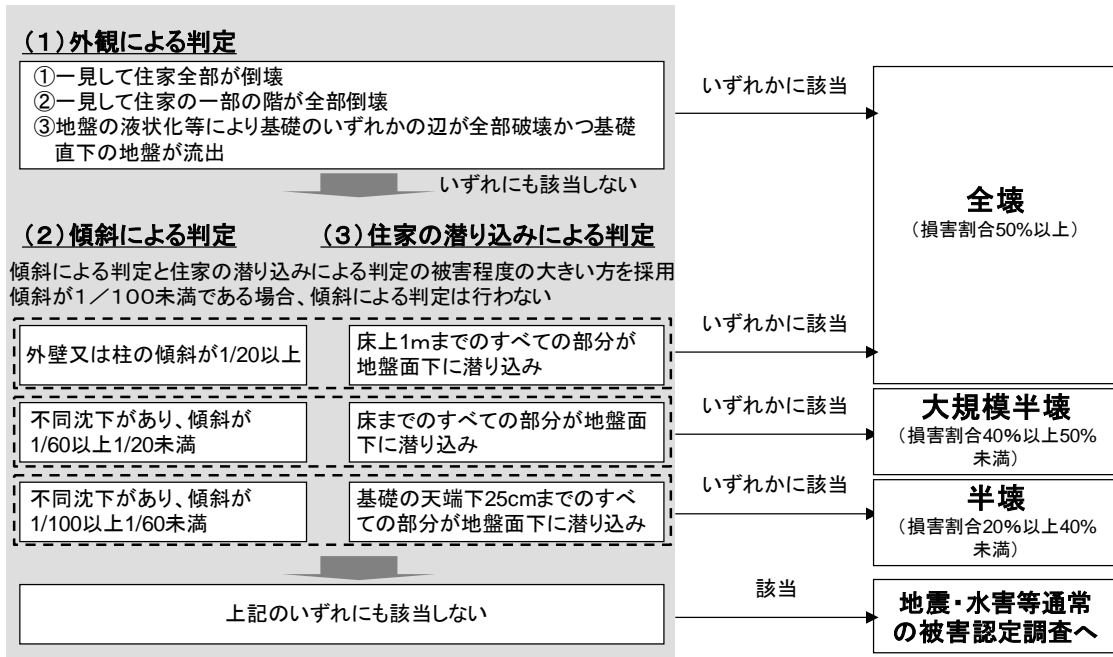 (1)外観による判定
①一見して住家全部が倒壊
②一見して住家の一部の階が全部倒壊
③地盤の液状化等により基礎のいずれかの辺が全部破壊かつ基礎
直下の地盤が流出
いずれかに該当
全壊
(損害割合50%以上)
いずれにも該当しない
(2)傾斜による判定
(3)住家の潜り込みによる判定
傾斜による判定と住家の潜り込みによる判定の被害程度の大きい方を採用
傾斜が1/100未満である場合、傾斜による判定は行わない
外壁又は柱の傾斜が1/20以上
床上1mまでのすべての部分が
地盤面下に潜り込み
いずれかに該当
不同沈下があり、傾斜が
1/60以上1/20未満
床までのすべての部分が地盤面
下に潜り込み
いずれかに該当
大規模半壊
(損害割合40%以上50%
未満)
不同沈下があり、傾斜が
1/100以上1/60未満
基礎の天端下25cmまでのすべ
ての部分が地盤面下に潜り込み
いずれかに該当
半壊
(損害割合20%以上40%
未満)
上記のいずれにも該当しない
該当
地震・水害等通常
の被害認定調査へ